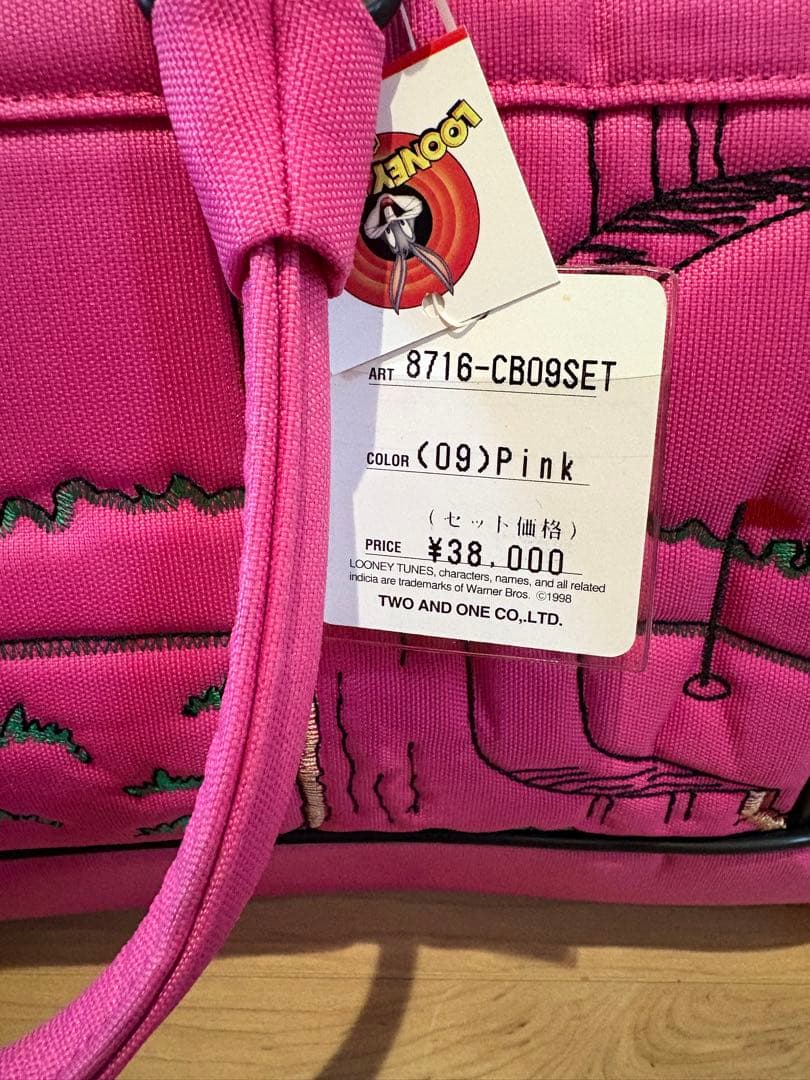 LOONEY
ART 8716-CB09SET
COLOR (09)Pink
(セット価格)
PRICE ¥38,000
LOONEY TUNES, characters, names, and all related
indicia are trademarks of Warner Bros. ©1998
TWO AND ONE CO,.LTD.